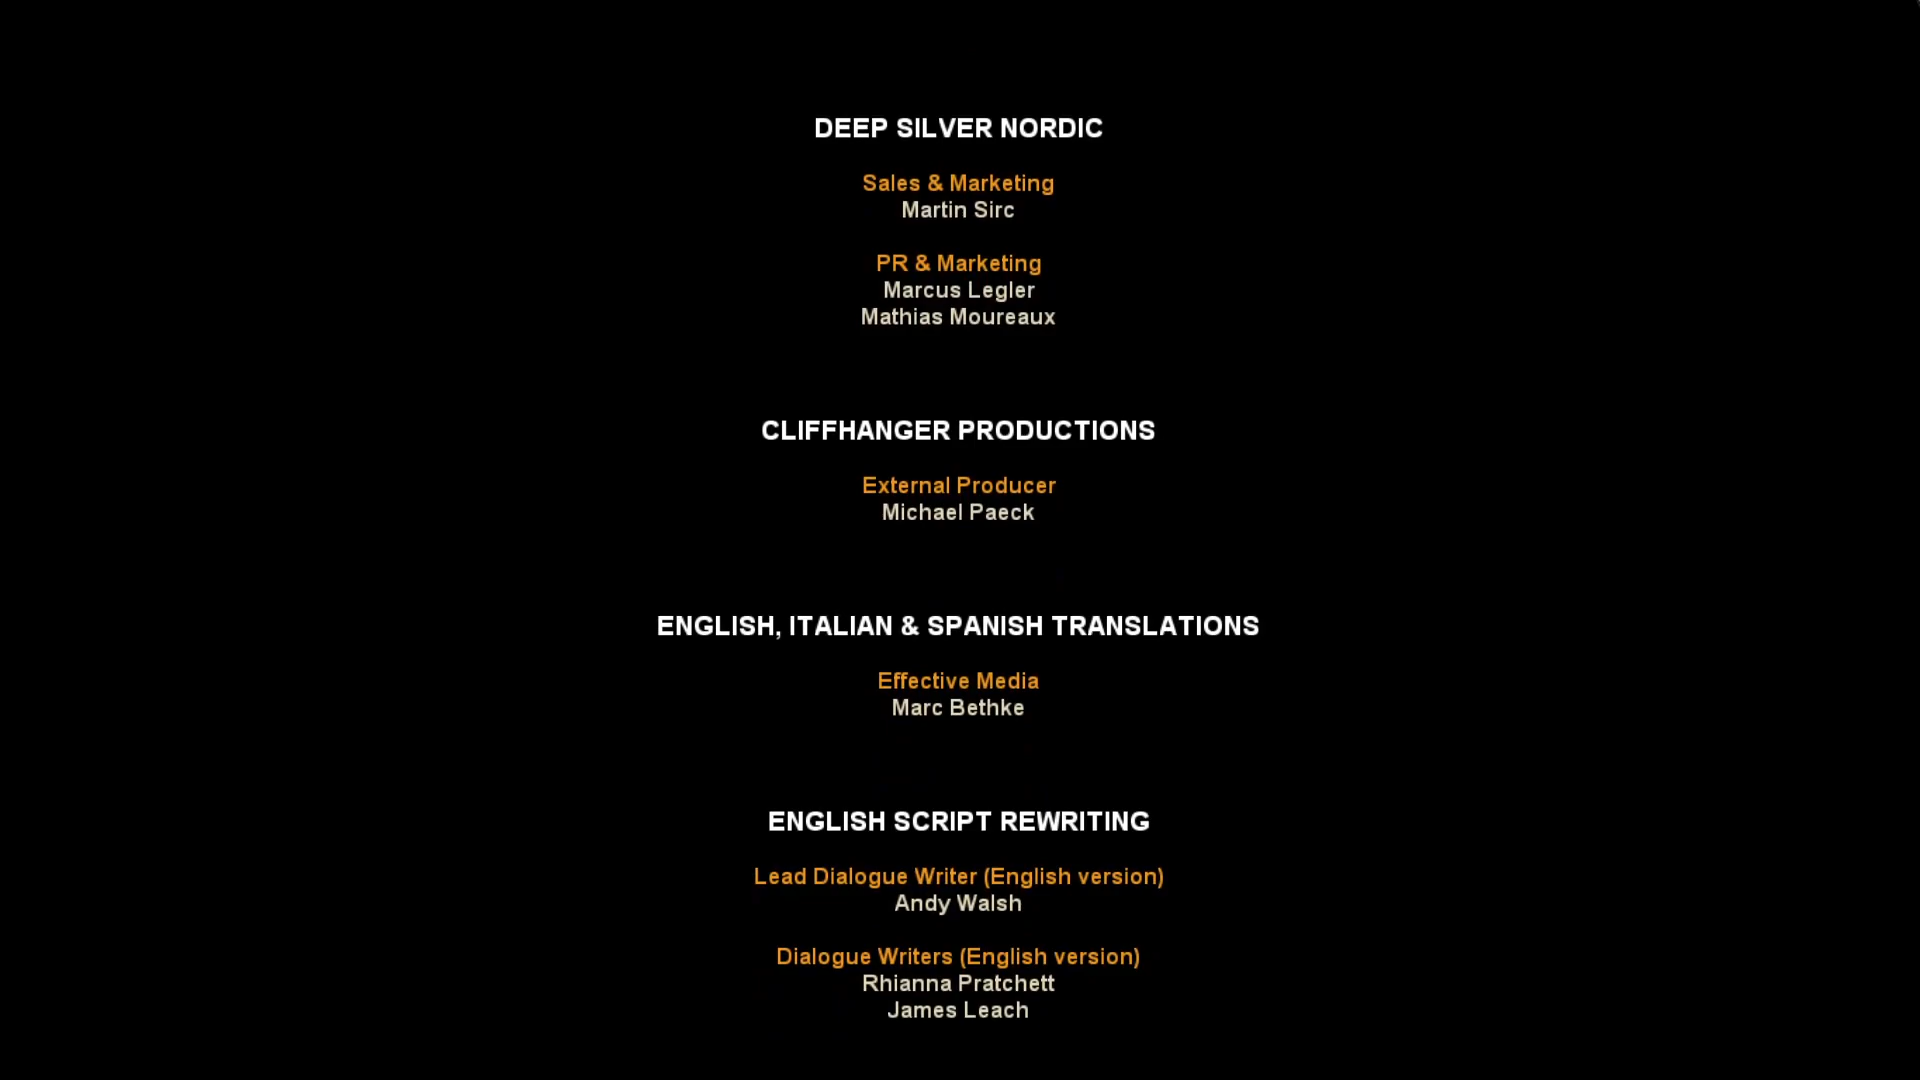 DEEP SILVER NORDIC
Sales & Marketing
Martin Sirc
PR & Marketing
Marcus Legler
Mathias Moureaux
CLIFFHANGER PRODUCTIONS
External Producer
Michael Paeck
ENGLISH, ITALIAN & SPANISH TRANSLATIONS
Effective Media
Marc Bethke
ENGLISH SCRIPT REWRITING
Lead Dialogue Writer (English version)
Andy Walsh
Dialogue Writers (English version)
Rhianna Pratchett
James Leach